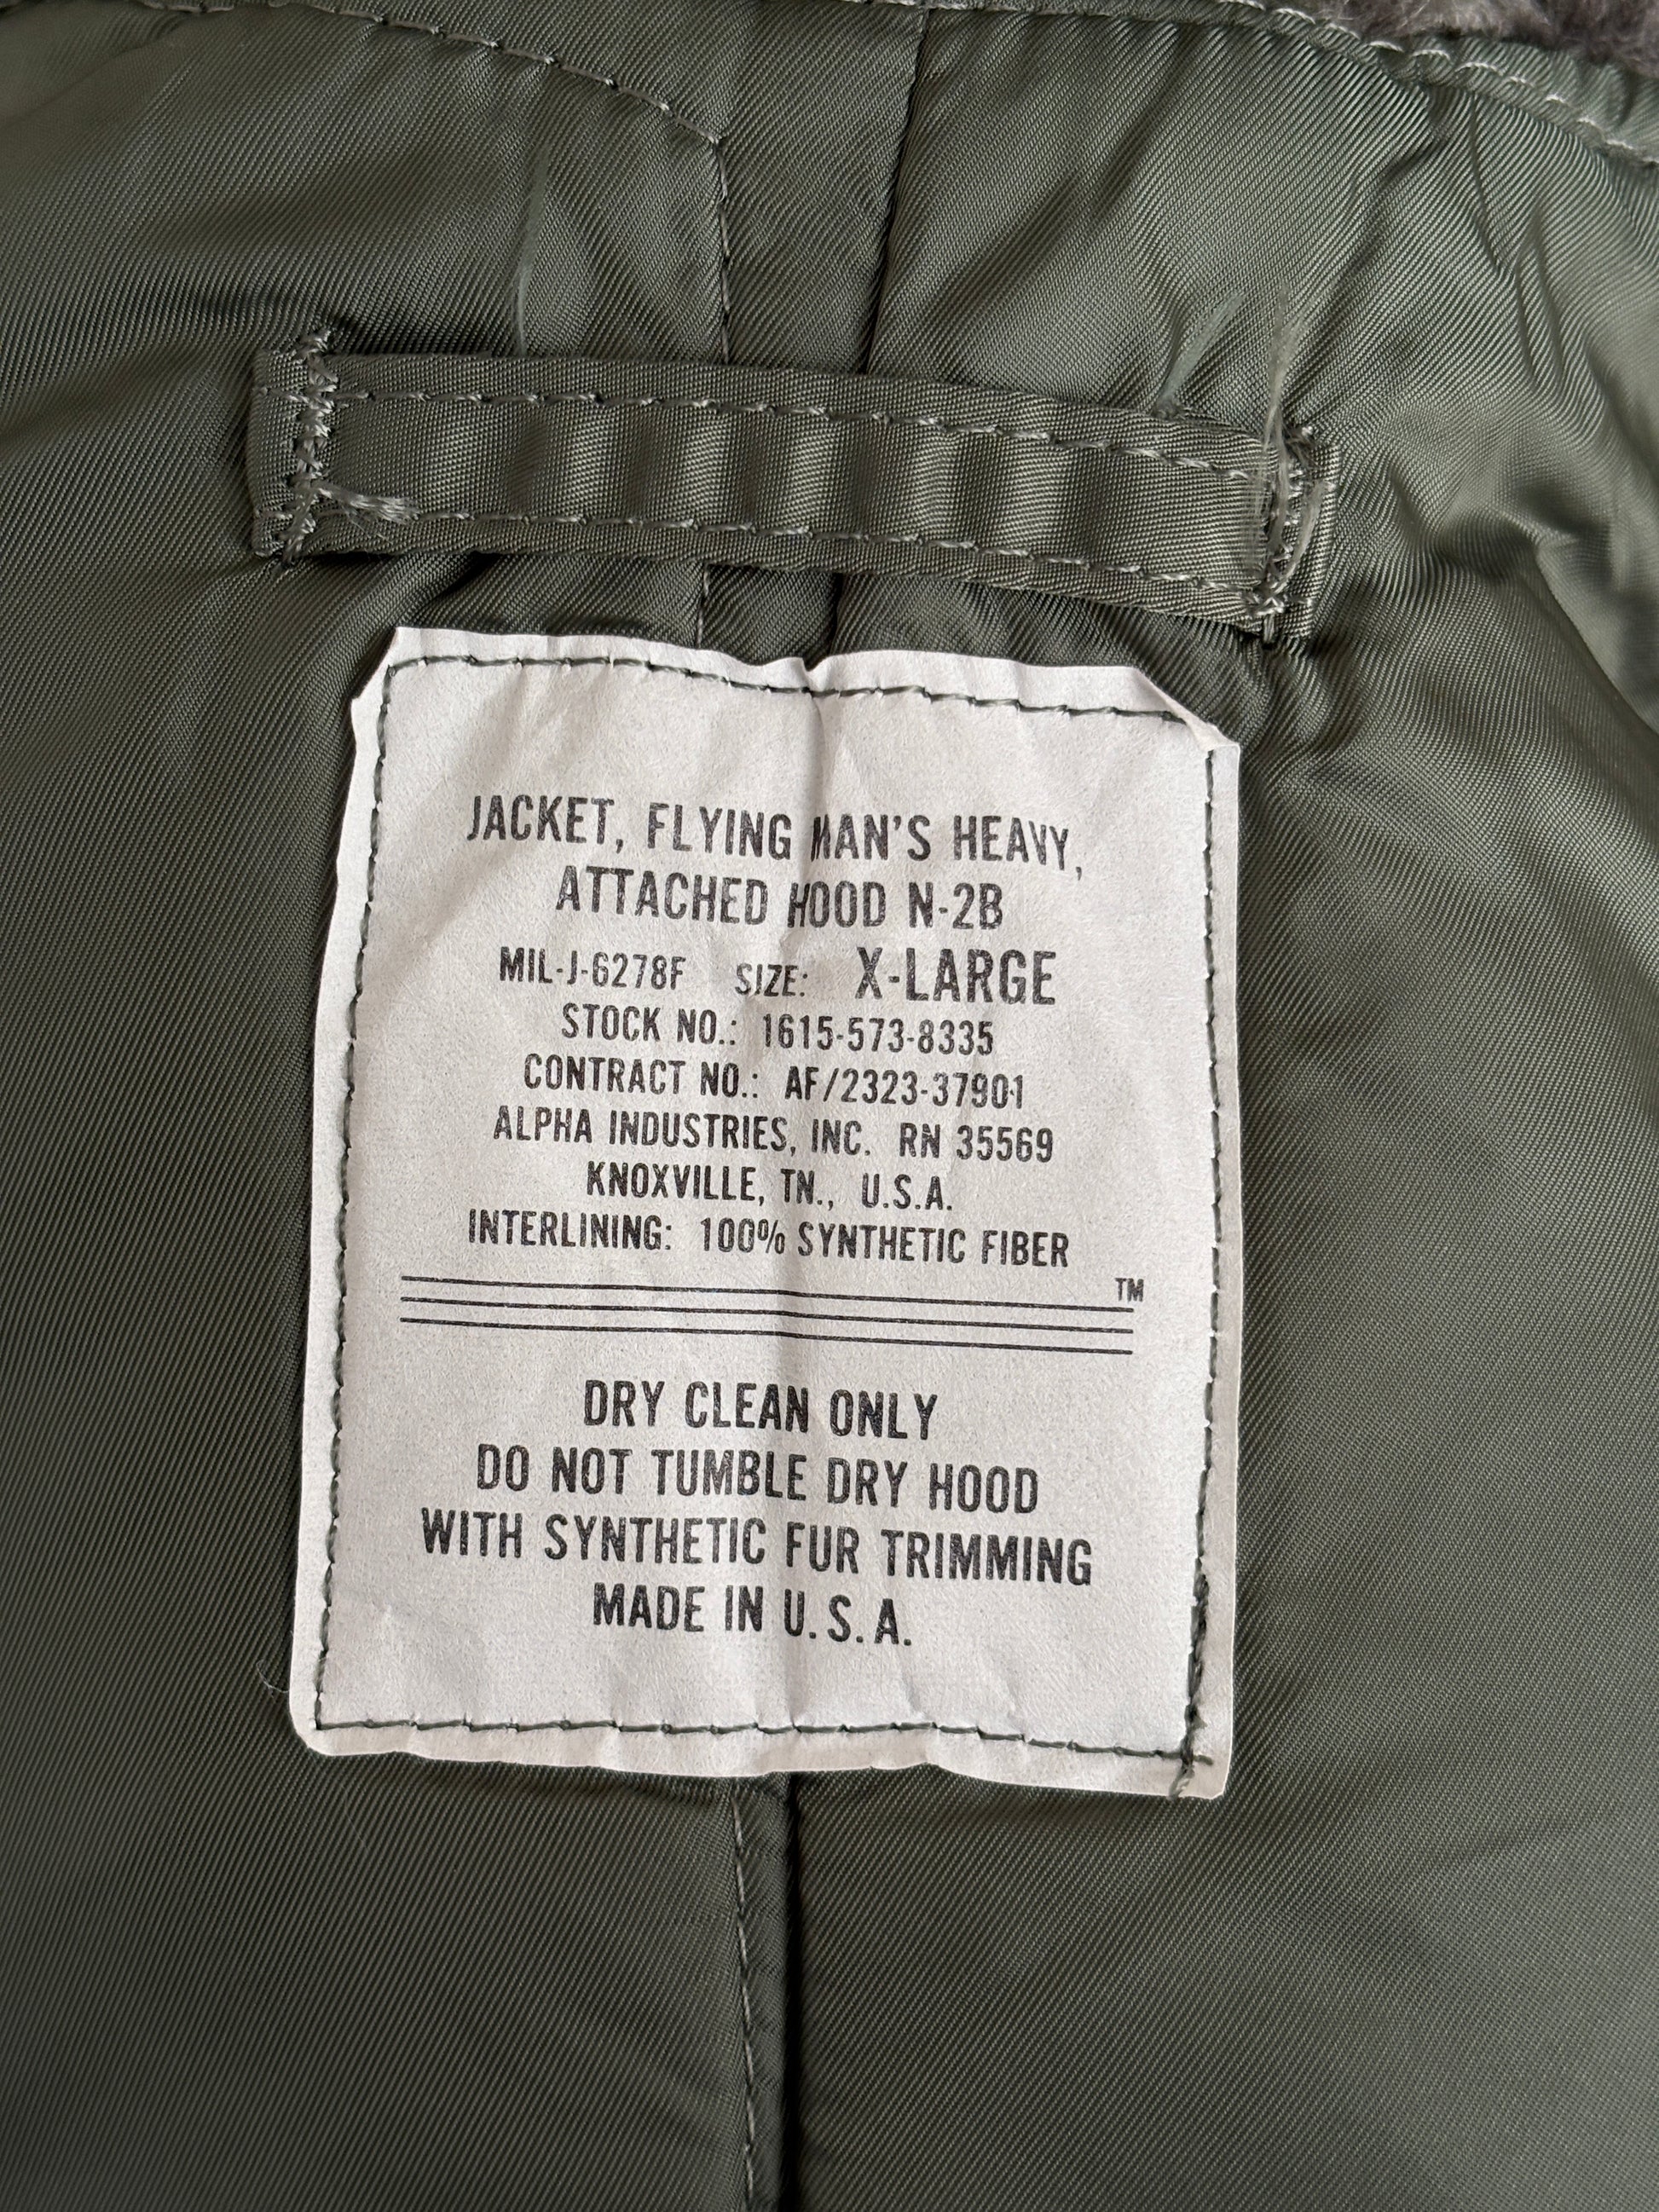 JACKET, FLYING MAN'S HEAVY,
ATTACHED HOOD N-2B
MIL-J-6278F SIZE: X-LARGE
STOCK NO.: 1615-573-8335
CONTRACT NO.: AF/2323-37901
ALPHA INDUSTRIES, INC. RN 35569
KNOXVILLE, TN., U.S.A.
INTERLINING: 100% SYNTHETIC FIBER
TM
DRY CLEAN ONLY
DO NOT TUMBLE DRY HOOD
WITH SYNTHETIC FUR TRIMMING
MADE IN U.S.A.